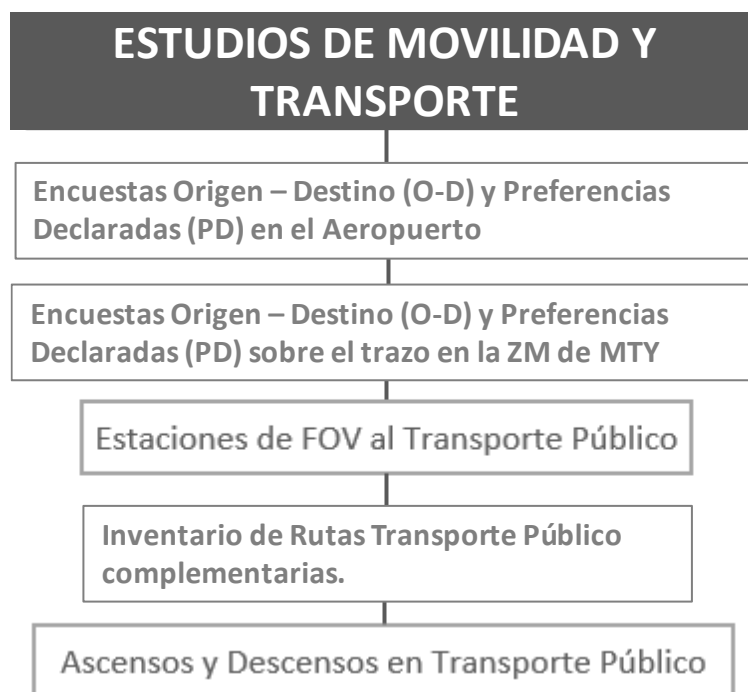 ESTUDIOS DE MOVILIDAD Y
TRANSPORTE
Encuestas Origen – Destino (O-D) y Preferencias
Declaradas (PD) en el Aeropuerto
Encuestas Origen – Destino (O-D) y Preferencias
Declaradas (PD) sobre el trazo en la ZM de MTY
Estaciones de FOV al Transporte Público
Inventario de Rutas Transporte Público
complementarias.
Ascensos y Descensos en Transporte Público